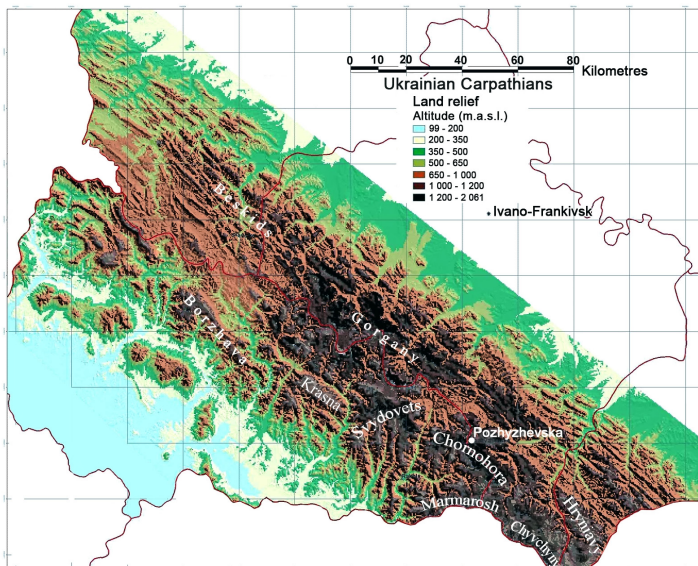 0 10 20 40 60 80
Kilometres
Ukrainian Carpathians
Land relief
Altitude (m.a.s.l.)
99 - 200
200 - 350
350 - 500
500 - 650
650 - 1 000
1 000 - 1 200
1 200 - 2 061
Ivano-Frankivsk
Beskids
Borzhava
Gorgany
Krasna
Svydovets
Pozhyzhevska
Chornohora
Marmarosh
Chyvchyny